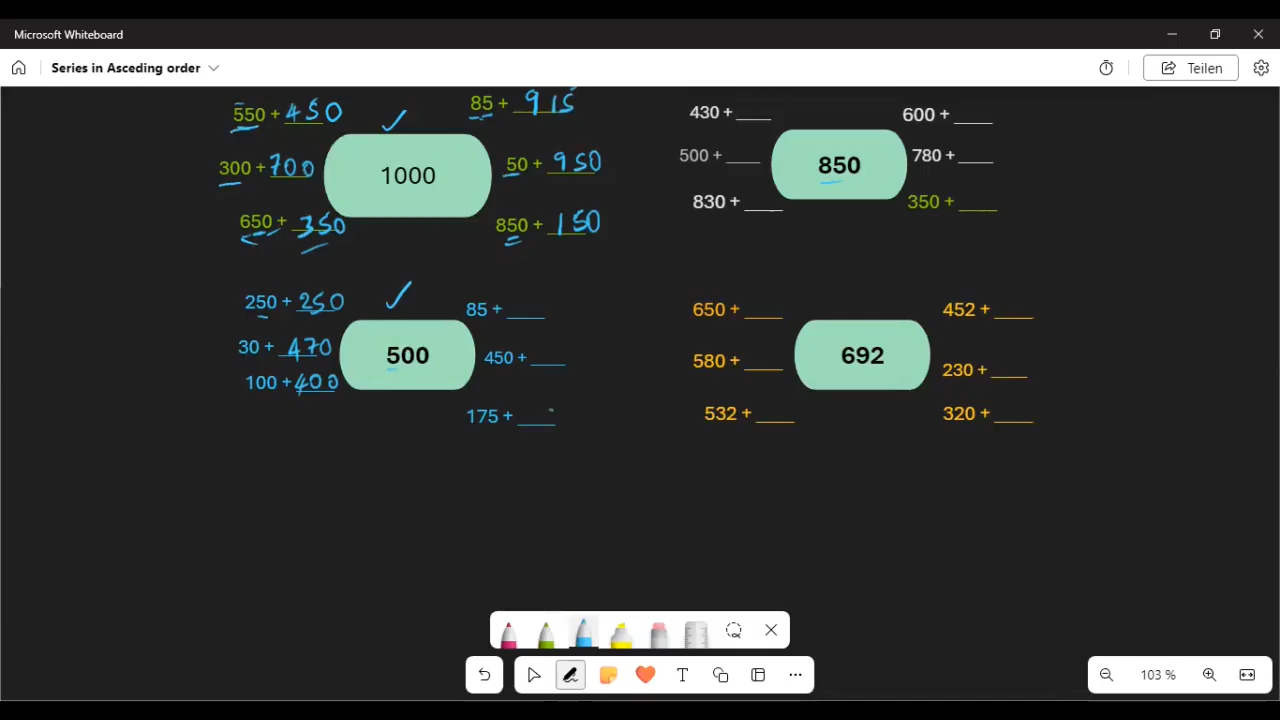 Microsoft Whiteboard
Series in Asceding order
Teilen
550 + 450
300 + 700
650 + 350
1000
85 + 915
50 + 950
850 + 150
430 + ____
500 + ____
830 + ____
850
600 + ____
780 + ____
350 + ____
250 + 250
30 + 470
100 + 400
500
85 + ____
450 + ____
175 + ____
650 + ____
580 + ____
532 + ____
692
452 + ____
230 + ____
320 + ____
103 %